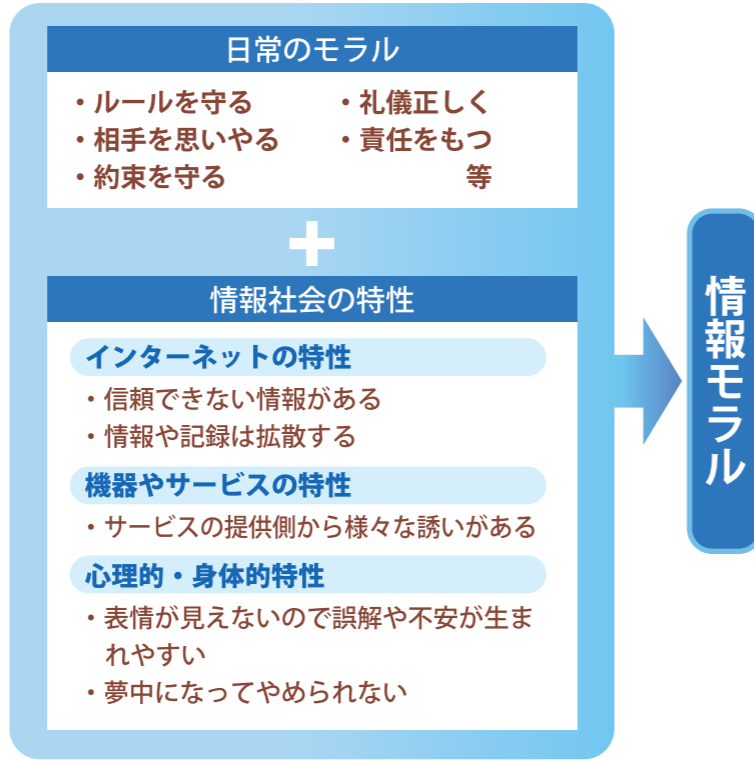 日常のモラル
・ルールを守る
・相手を思いやる
・約束を守る
・礼儀正しく
・責任をもつ
等
情報社会の特性
インターネットの特性
・信頼できない情報がある
・情報や記録は拡散する
機器やサービスの特性
・サービスの提供側から様々な誘いがある
心理的・身体的特性
・表情が見えないので誤解や不安が生ま
れやすい
・夢中になってやめられない
情報モラル